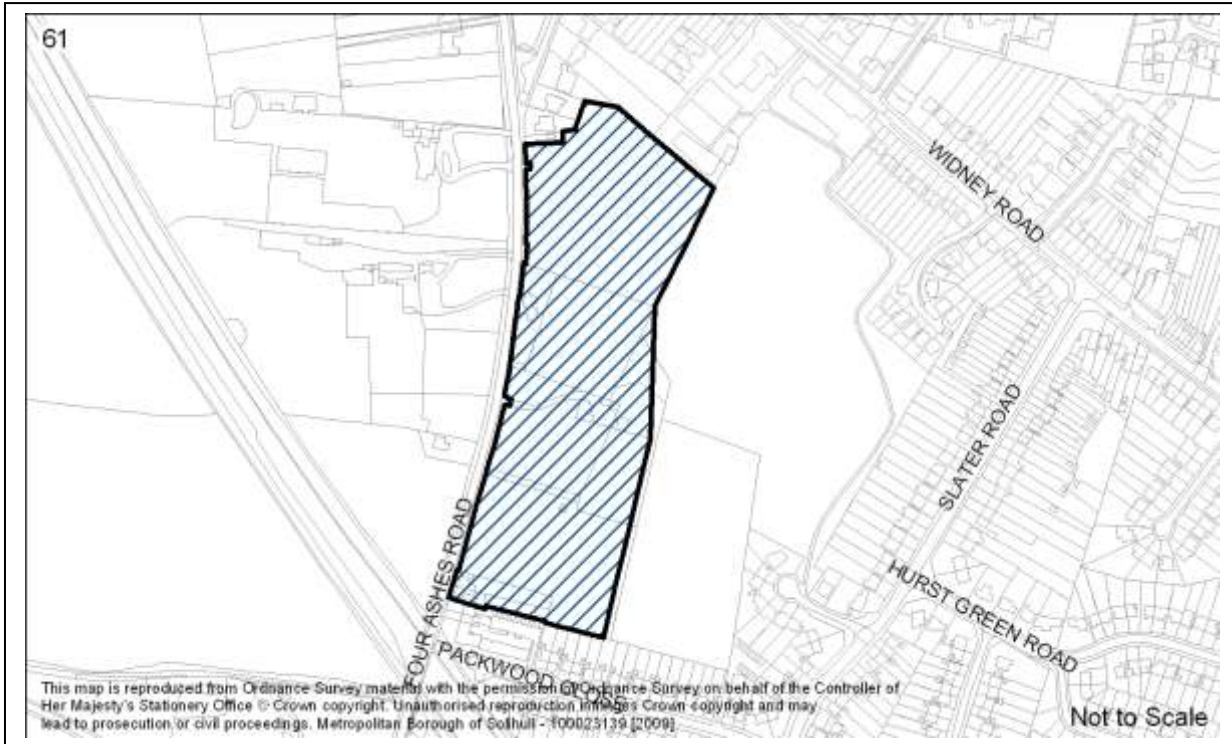 61
WIDNEY ROAD
SLATER ROAD
HURST GREEN ROAD
FOUR ASHES ROAD
PACKWOOD CLOSE
This map is reproduced from Ordnance Survey material with the permission of Ordnance Survey on behalf of the Controller of
Her Majesty's Stationery Office © Crown copyright. Unauthorised reproduction infringes Crown copyright and may
lead to prosecution or civil proceedings. Metropolitan Borough of Solihull - 100023139 [2009]
Not to Scale